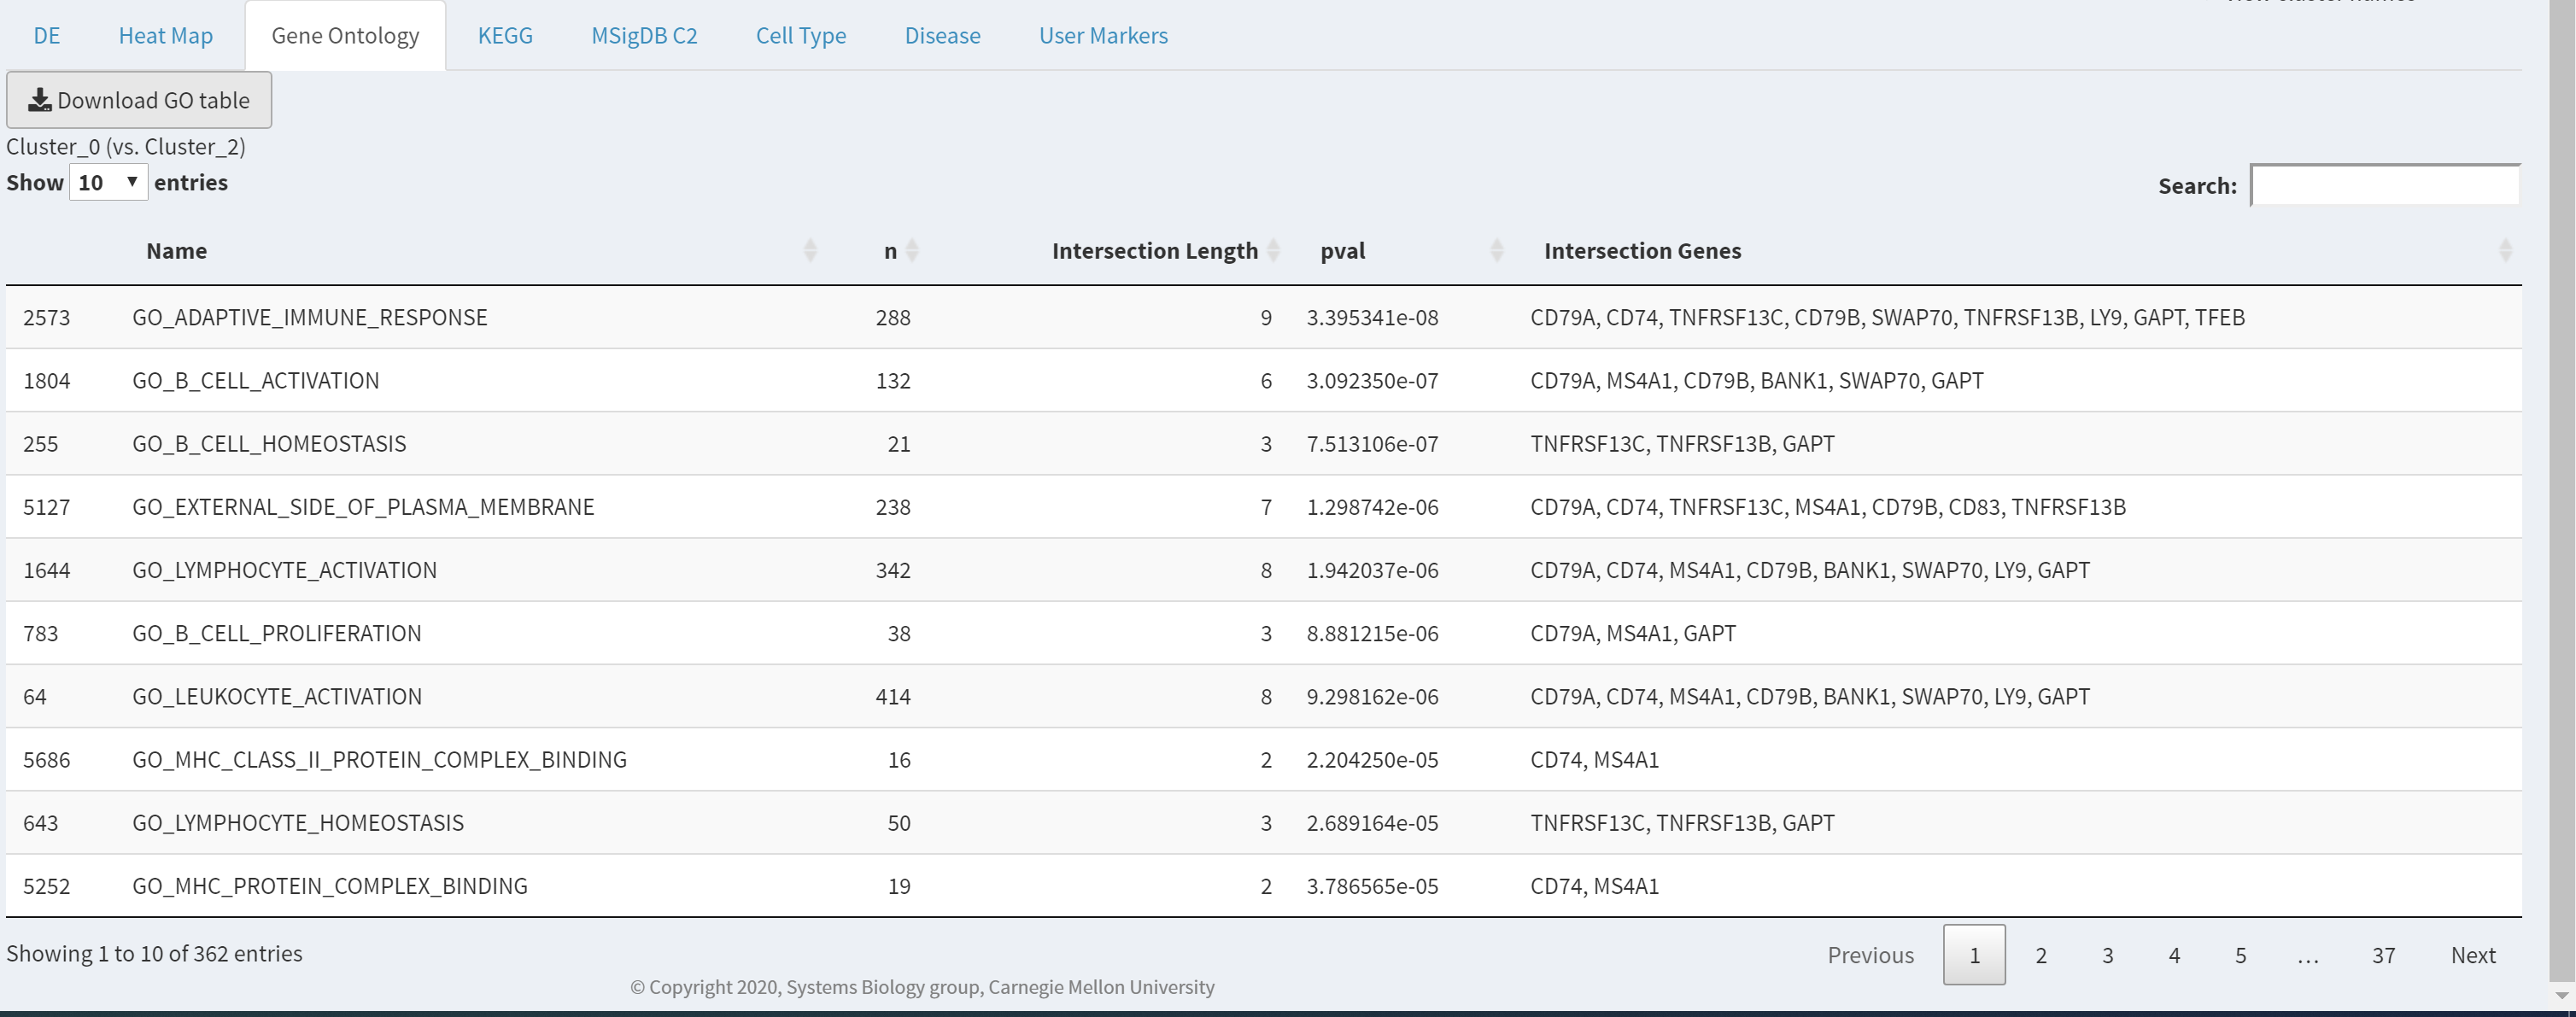 DE Heat Map Gene Ontology KEGG MSigDB C2 Cell Type Disease User Markers
Download GO table
Cluster_0 (vs. Cluster_2)
Show 10 entries Search:
Name n Intersection Length pval Intersection Genes
2573 GO_ADAPTIVE_IMMUNE_RESPONSE 288 9 3.395341e-08 CD79A, CD74, TNFRSF13C, CD79B, SWAP70, TNFRSF13B, LY9, GAPT, TFEB
1804 GO_B_CELL_ACTIVATION 132 6 3.092350e-07 CD79A, MS4A1, CD79B, BANK1, SWAP70, GAPT
255 GO_B_CELL_HOMEOSTASIS 21 3 7.513106e-07 TNFRSF13C, TNFRSF13B, GAPT
5127 GO_EXTERNAL_SIDE_OF_PLASMA_MEMBRANE 238 7 1.298742e-06 CD79A, CD74, TNFRSF13C, MS4A1, CD79B, CD83, TNFRSF13B
1644 GO_LYMPHOCYTE_ACTIVATION 342 8 1.942037e-06 CD79A, CD74, MS4A1, CD79B, BANK1, SWAP70, LY9, GAPT
783 GO_B_CELL_PROLIFERATION 38 3 8.881215e-06 CD79A, MS4A1, GAPT
64 GO_LEUKOCYTE_ACTIVATION 414 8 9.298162e-06 CD79A, CD74, MS4A1, CD79B, BANK1, SWAP70, LY9, GAPT
5686 GO_MHC_CLASS_II_PROTEIN_COMPLEX_BINDING 16 2 2.204250e-05 CD74, MS4A1
643 GO_LYMPHOCYTE_HOMEOSTASIS 50 3 2.689164e-05 TNFRSF13C, TNFRSF13B, GAPT
5252 GO_MHC_PROTEIN_COMPLEX_BINDING 19 2 3.786565e-05 CD74, MS4A1
Showing 1 to 10 of 362 entries Previous 1 2 3 4 5 … 37 Next
© Copyright 2020, Systems Biology group, Carnegie Mellon University